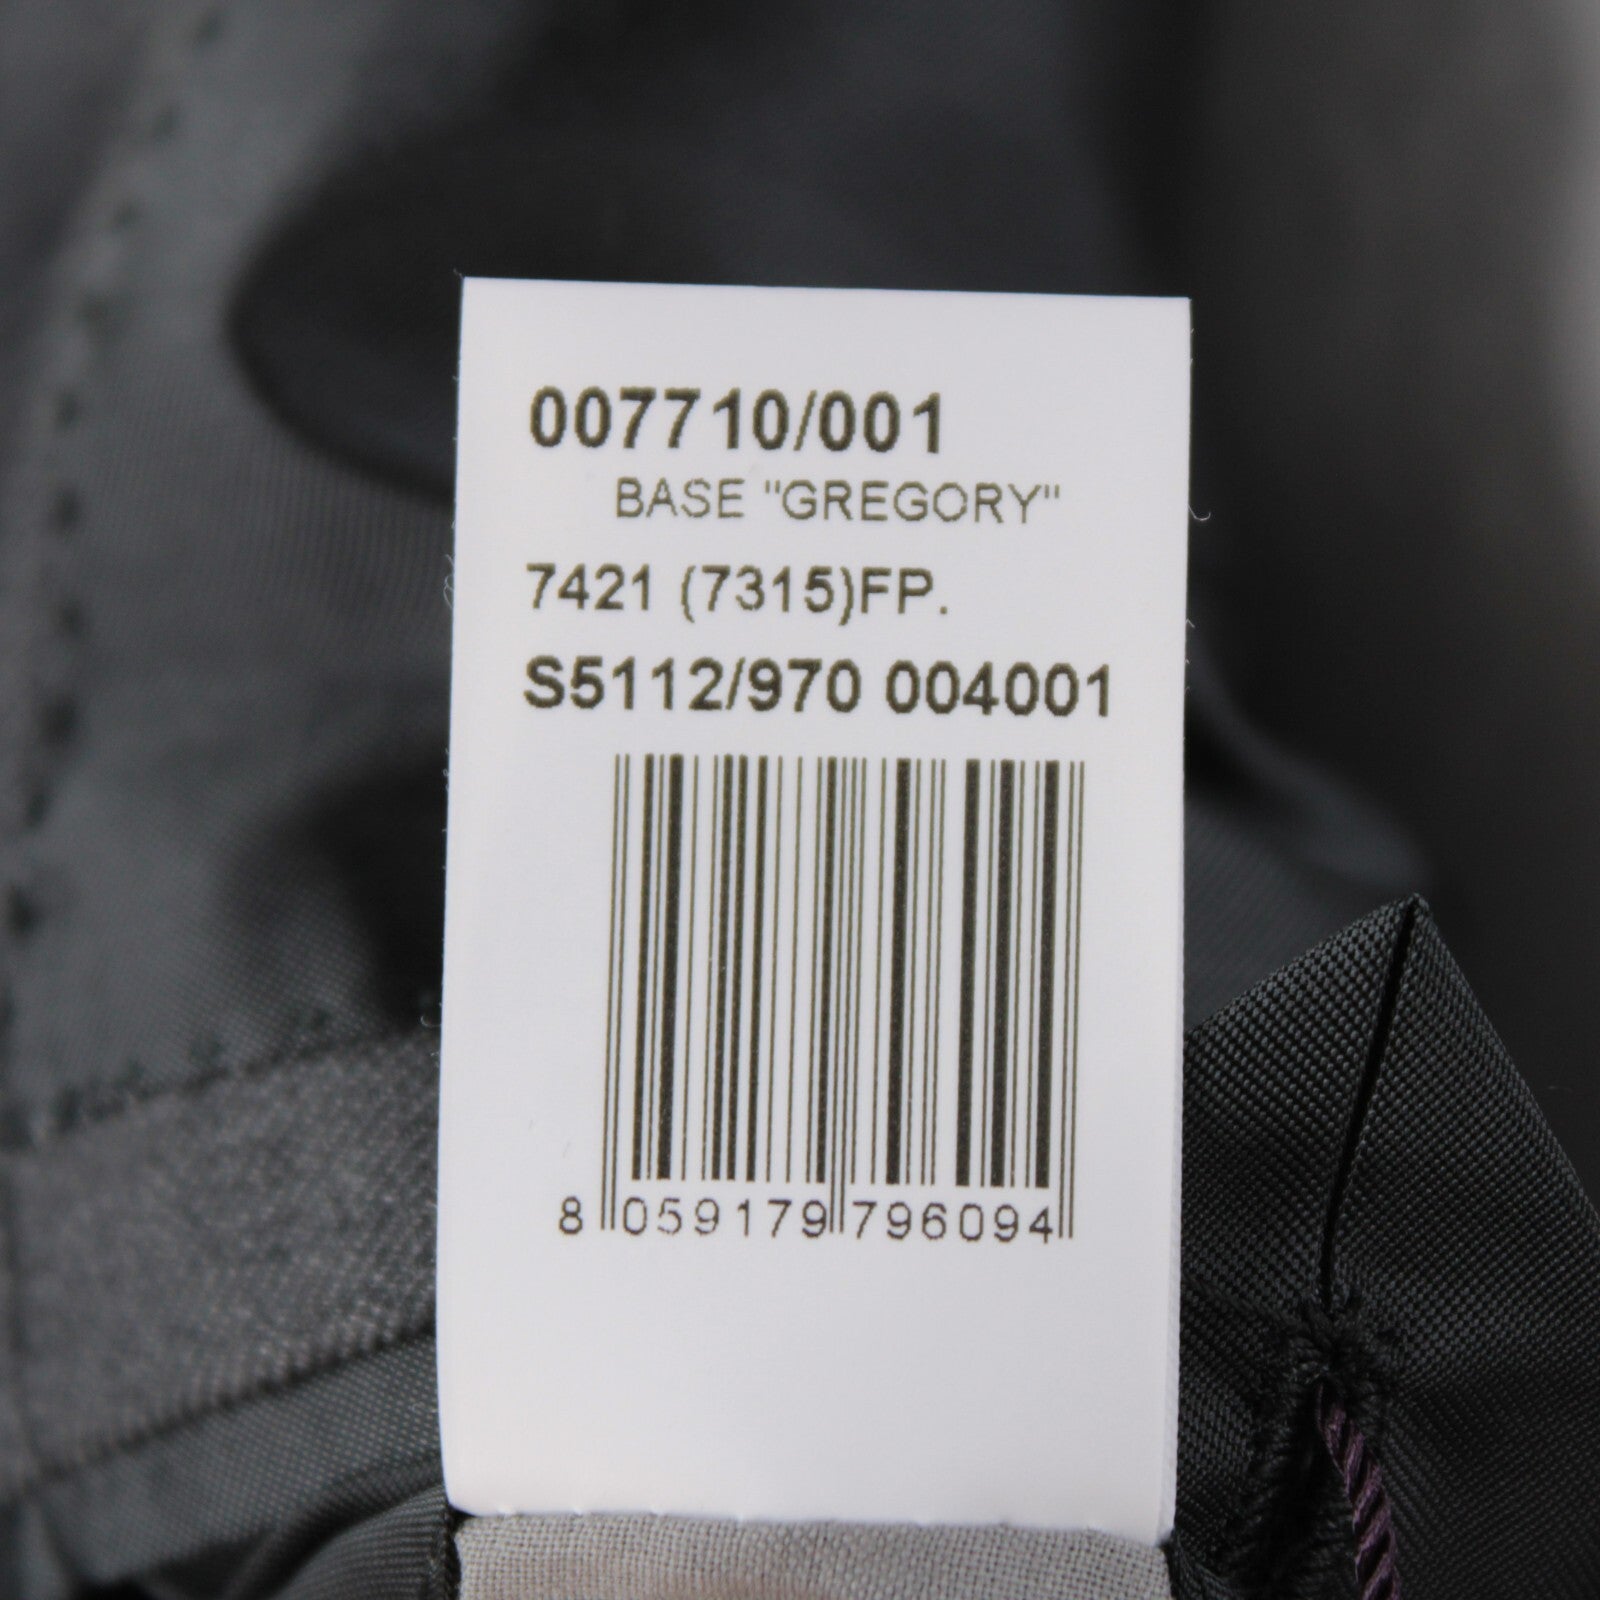 007710/001
BASE "GREGORY"
7421 (7315)FP.
S5112/970 004001
8 059179 796094